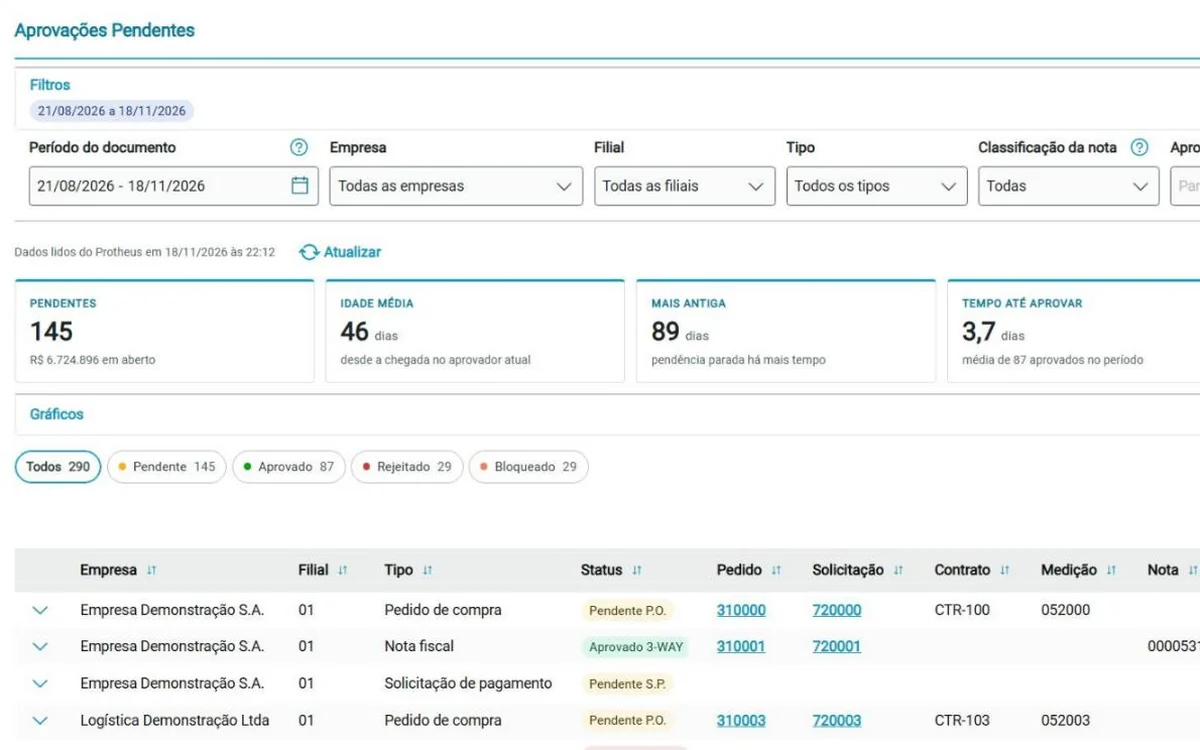 Aprovações Pendentes
Filtros
21/08/2026 a 18/11/2026
Período do documento Empresa Filial Tipo Classificação da nota Apro
21/08/2026 - 18/11/2026 Todas as empresas Todas as filiais Todos os tipos Todas Par
Dados lidos do Protheus em 18/11/2026 às 22:12 Atualizar
PENDENTES IDADE MÉDIA MAIS ANTIGA TEMPO ATÉ APROVAR
145 46 dias 89 dias 3,7 dias
R$ 6.724.896 em aberto desde a chegada no aprovador atual pendência parada há mais tempo média de 87 aprovados no período
Gráficos
Todos 290 Pendente 145 Aprovado 87 Rejeitado 29 Bloqueado 29
Empresa Filial Tipo Status Pedido Solicitação Contrato Medição Nota
Empresa Demonstração S.A. 01 Pedido de compra Pendente P.O. 310000 720000 CTR-100 052000
Empresa Demonstração S.A. 01 Nota fiscal Aprovado 3-WAY 310001 720001 0000531
Empresa Demonstração S.A. 01 Solicitação de pagamento Pendente S.P.
Logística Demonstração Ltda 01 Pedido de compra Pendente P.O. 310003 720003 CTR-103 052003